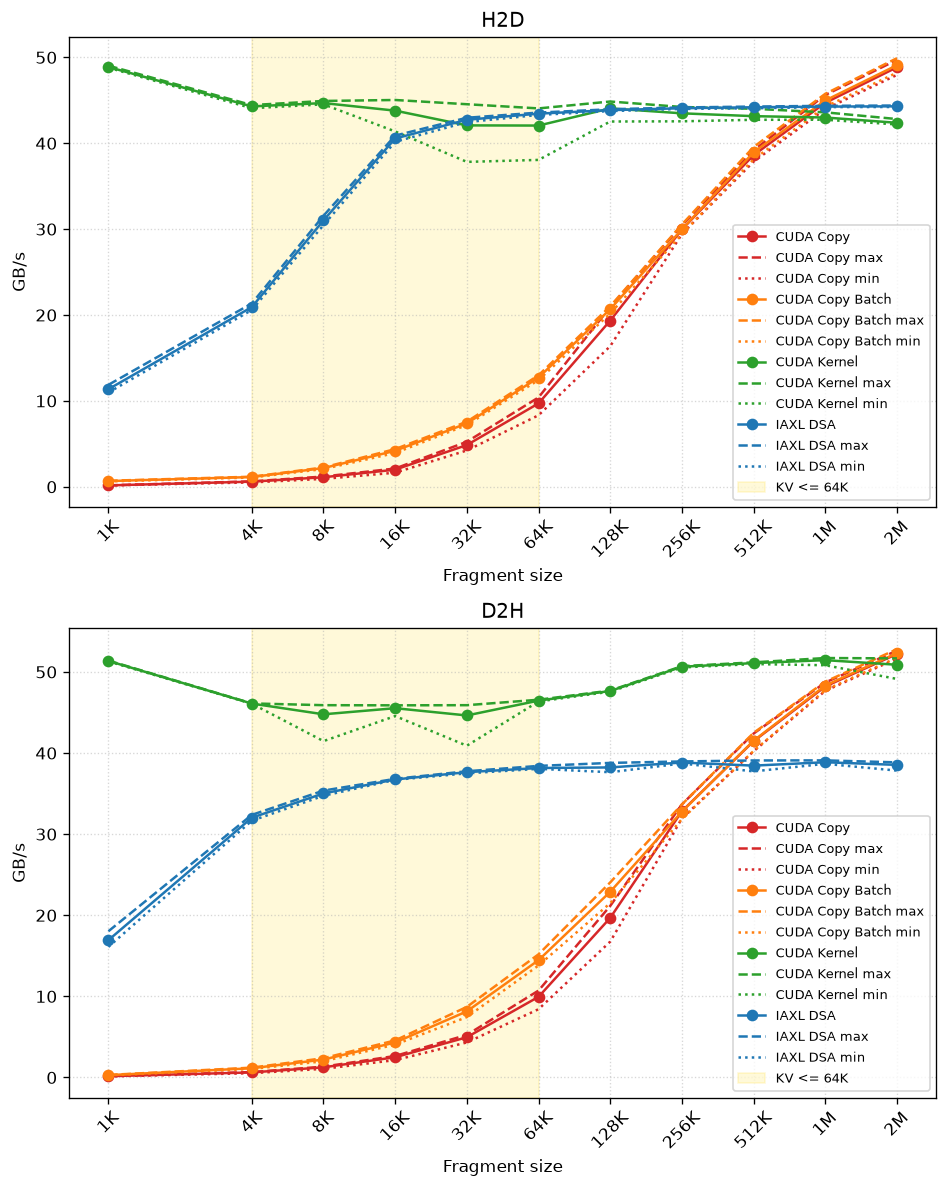 H2D
50
40
30
20
10
0
GB/s
CUDA Copy
CUDA Copy max
CUDA Copy min
CUDA Copy Batch
CUDA Copy Batch max
CUDA Copy Batch min
CUDA Kernel
CUDA Kernel max
CUDA Kernel min
IAXL DSA
IAXL DSA max
IAXL DSA min
KV <= 64K
1K 4K 8K 16K 32K 64K 128K 256K 512K 1M 2M
Fragment size
D2H
50
40
30
20
10
0
GB/s
CUDA Copy
CUDA Copy max
CUDA Copy min
CUDA Copy Batch
CUDA Copy Batch max
CUDA Copy Batch min
CUDA Kernel
CUDA Kernel max
CUDA Kernel min
IAXL DSA
IAXL DSA max
IAXL DSA min
KV <= 64K
1K 4K 8K 16K 32K 64K 128K 256K 512K 1M 2M
Fragment size